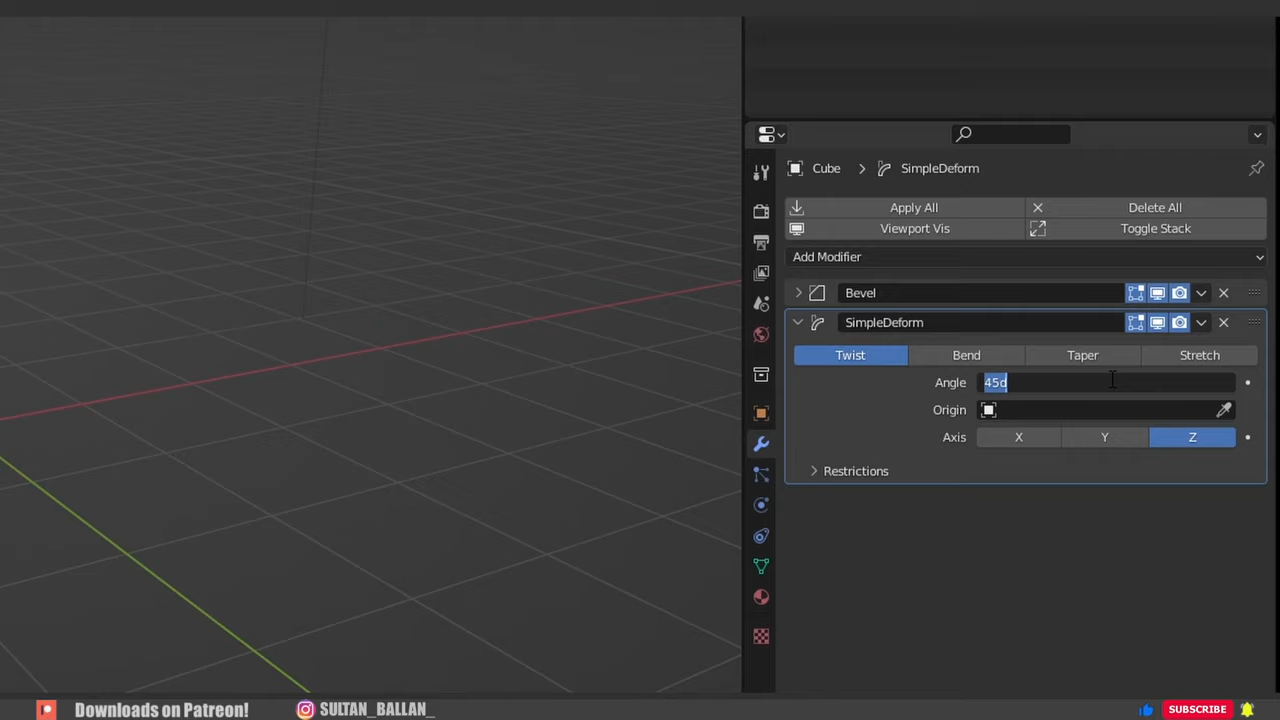 Cube > SimpleDeform
Apply All Delete All
Viewport Vis Toggle Stack
Add Modifier
Bevel
SimpleDeform
Twist Bend Taper Stretch
Angle 45d
Origin
Axis X Y Z
Restrictions
Downloads on Patreon! SULTAN_BALLAN_ SUBSCRIBE